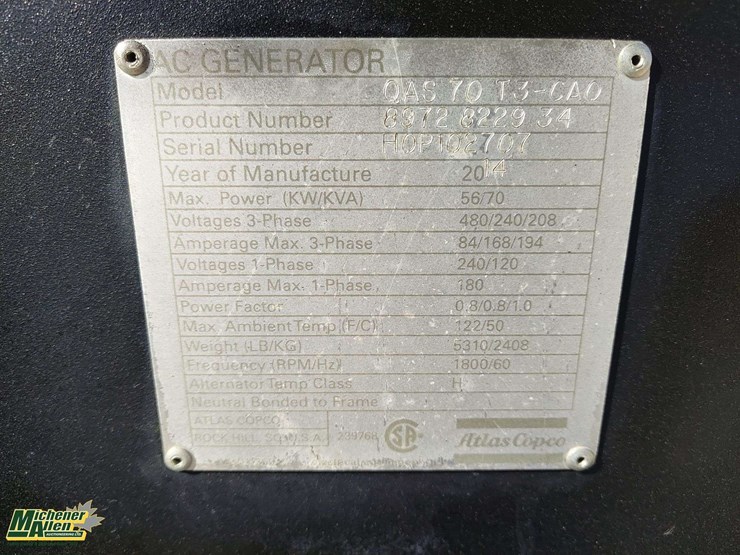 AC GENERATOR
Model QAS 70 T3-CAO
Product Number 8972 8229 34
Serial Number HOP102707
Year of Manufacture 2014
Max. Power (KW/KVA) 56/70
Voltages 3-Phase 480/240/208
Amperage Max. 3-Phase 84/168/194
Voltages 1-Phase 240/120
Amperage Max. 1-Phase 180
Power Factor 0.8/0.8/1.0
Max. Ambient Temp (F/C) 122/50
Weight (LB/KG) 5310/2408
Frequency (RPM/Hz) 1800/60
Alternator Temp Class H
Neutral Bonded to Frame
ATLAS COPCO
ROCK HILL, SC U.S.A. 239766 Atlas Copco
Michener
Allen
AUCTIONEERING LTD.